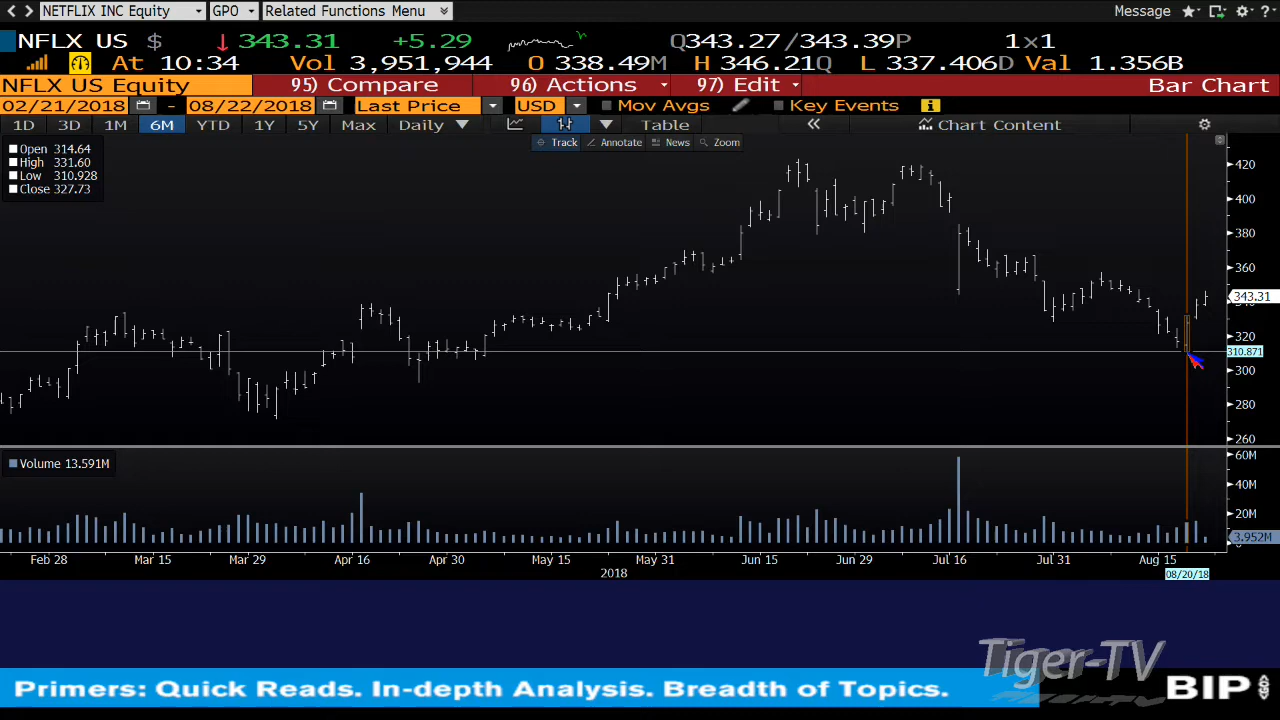 NETFLIX INC Equity GPO Related Functions Menu Message ?
NFLX US $ 343.31 +5.29 Q343.27/343.39P 1x1
At 10:34 Vol 3,951,944 O 338.49M H 346.21Q L 337.406D Val 1.356B
NFLX US Equity 95) Compare 96) Actions 97) Edit Bar Chart
02/21/2018 - 08/22/2018 Last Price USD Mov Avgs Key Events
1D 3D 1M 6M YTD 1Y 5Y Max Daily Table « Chart Content
Track Annotate News Zoom
Open 314.64
High 331.60
Low 310.928
Close 327.73
420
400
380
360
343.31
320
310.871
300
280
260
Volume 13.591M
60M
40M
20M
3.952M
0
Feb 28 Mar 15 Mar 29 Apr 16 Apr 30 May 15 May 31 Jun 15 Jun 29 Jul 16 Jul 31 Aug 15
2018
08/20/18
Tiger-TV
Primers: Quick Reads. In-depth Analysis. Breadth of Topics.
BIP